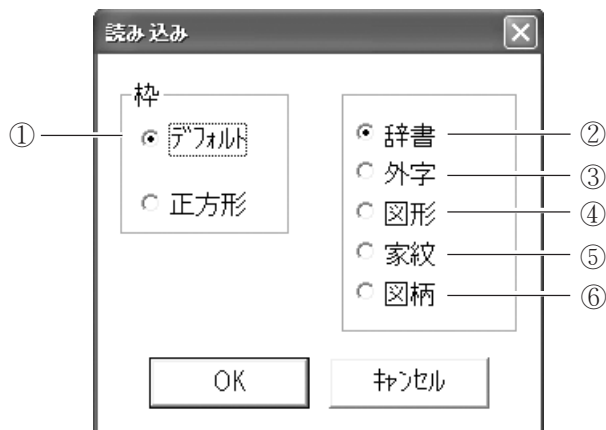 読み込み
枠
① デフォルト
正方形
辞書 ②
外字 ③
図形 ④
家紋 ⑤
図柄 ⑥
OK
キャンセル